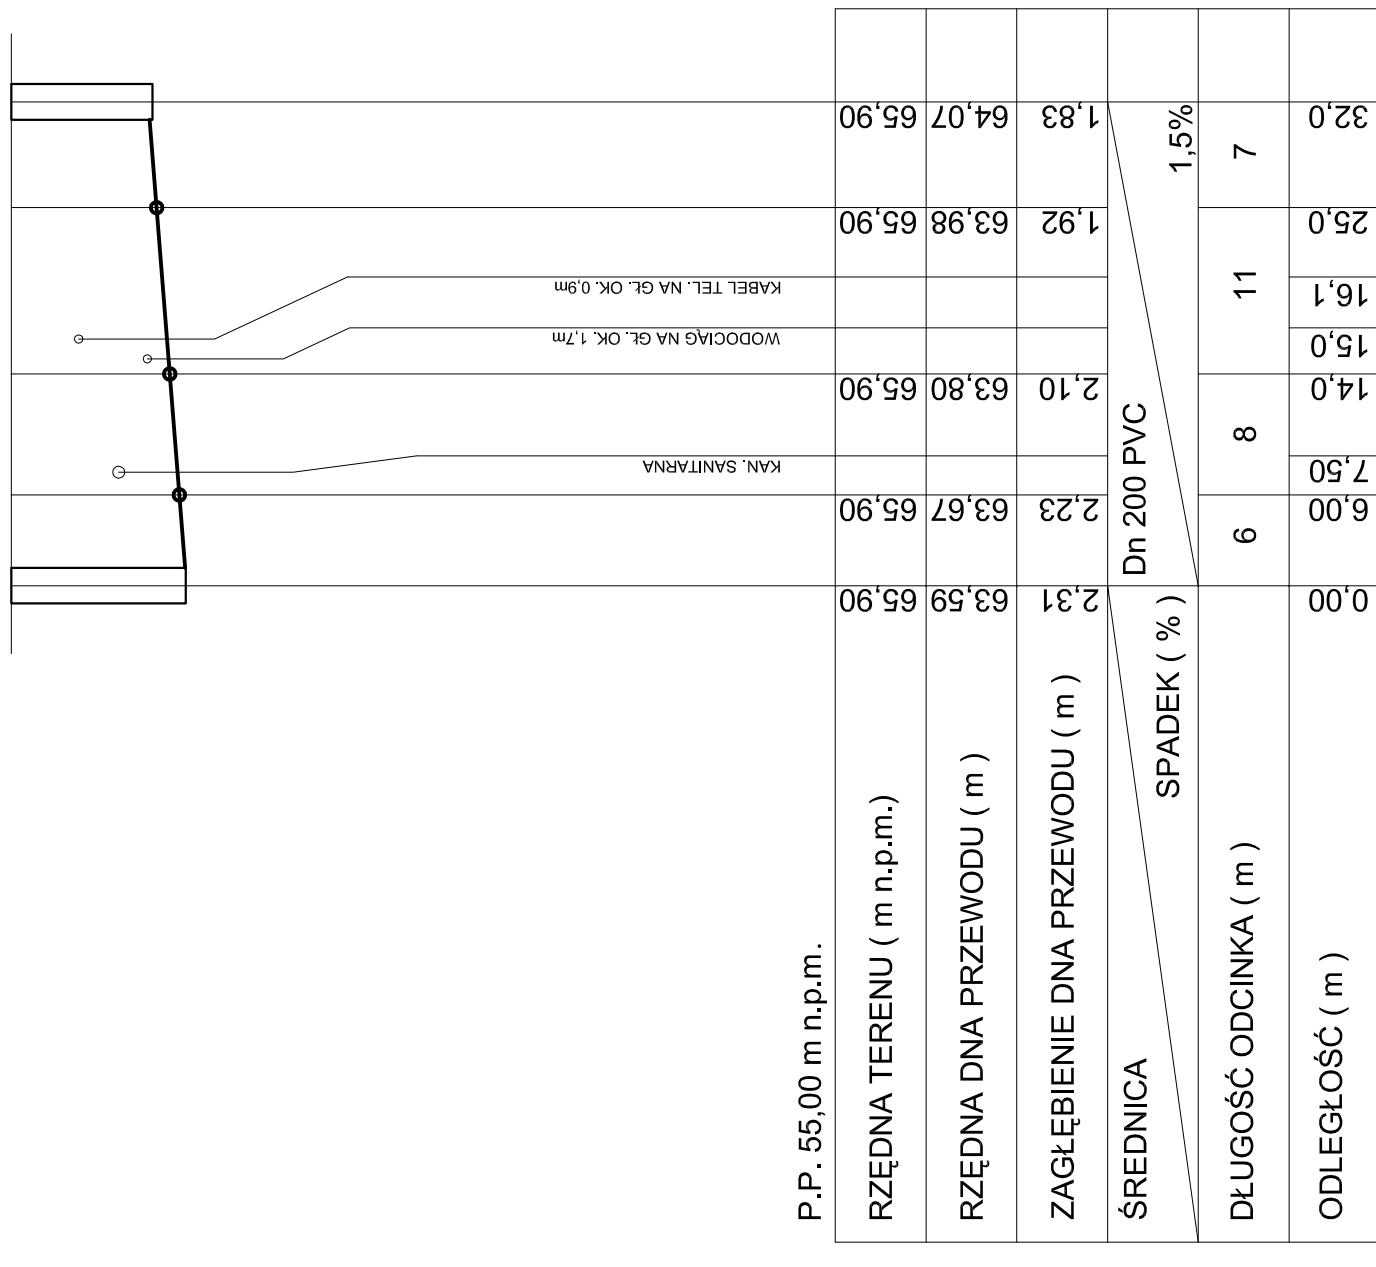 KABEL TEL. NA GŁ. OK. 0,9m
WODOCIĄG NA GŁ. OK. 1,7m
KAN. SANITARNA
P.P. 55,00 m n.p.m.
RZĘDNA TERENU ( m n.p.m.) 65,90 65,90 65,90 65,90 65,90
RZĘDNA DNA PRZEWODU ( m ) 63,59 63,67 63,80 63,98 64,07
ZAGŁĘBIENIE DNA PRZEWODU ( m ) 2,31 2,23 2,10 1,92 1,83
ŚREDNICA Dn 200 PVC
SPADEK ( % ) 1,5%
DŁUGOŚĆ ODCINKA ( m ) 6 8 11 7
ODLEGŁOŚĆ ( m ) 0,00 6,00 7,50 14,0 15,0 16,1 25,0 32,0